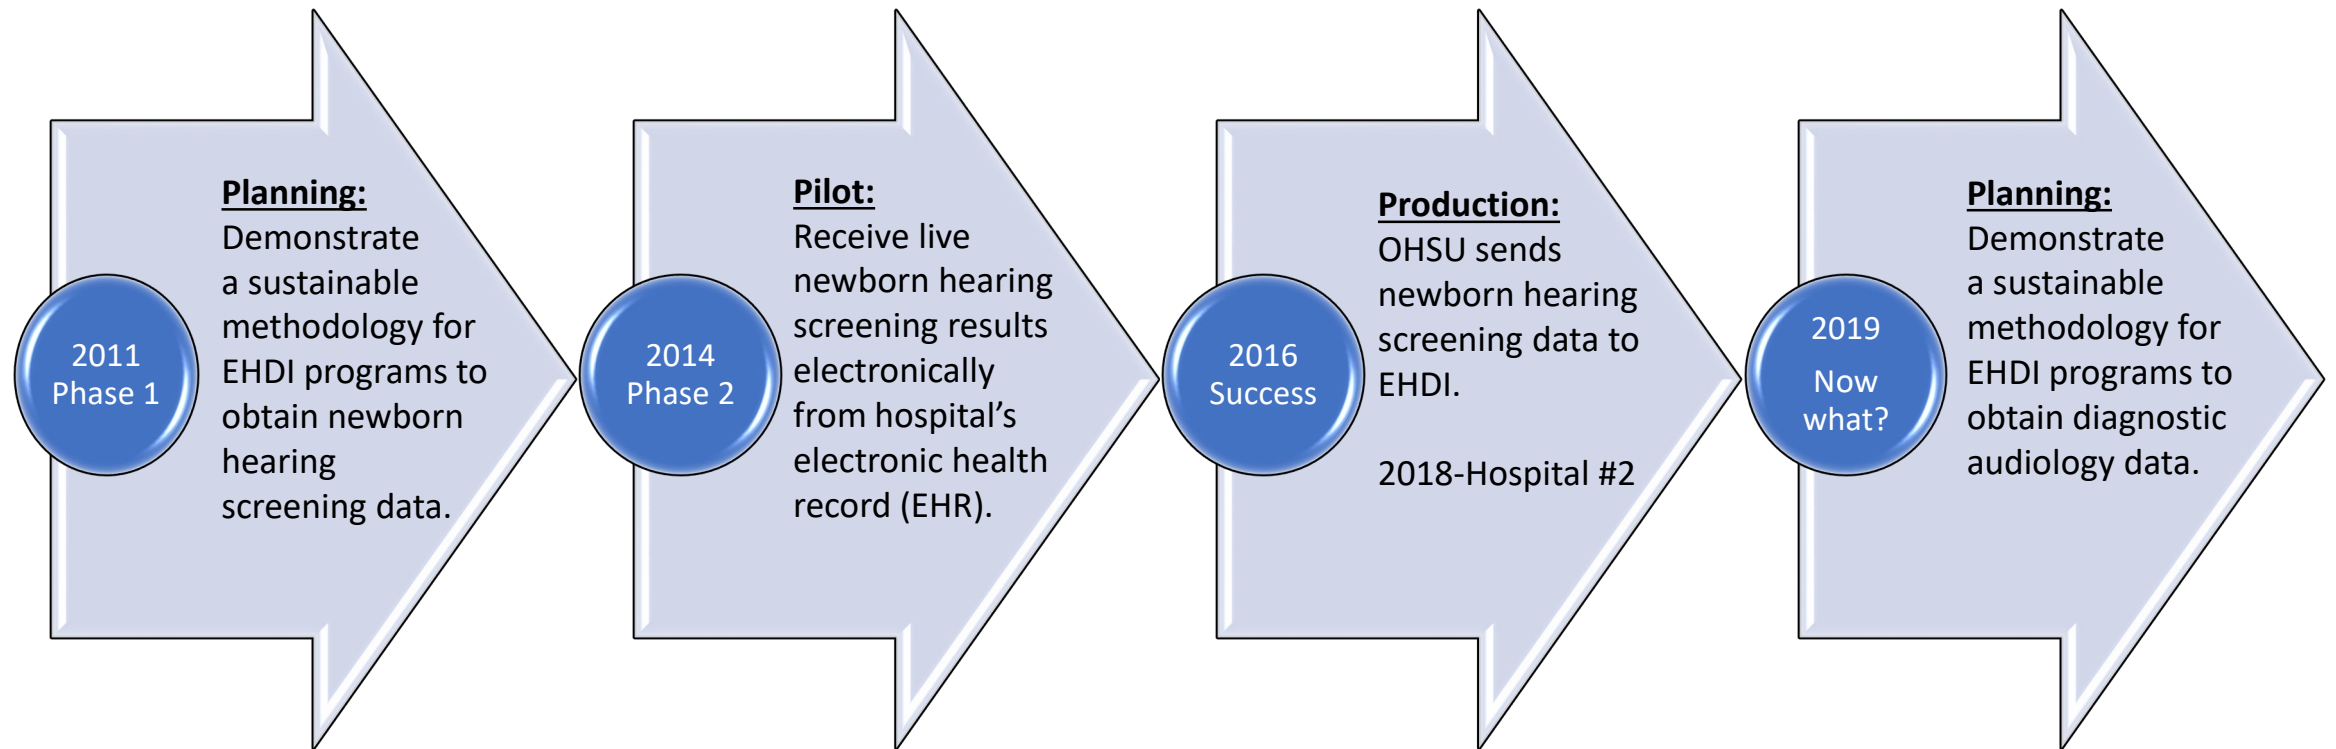 2011
Phase 1
Planning:
Demonstrate
a sustainable
methodology for
EHDI programs to
obtain newborn
hearing
screening data.
2014
Phase 2
Pilot:
Receive live
newborn hearing
screening results
electronically
from hospital’s
electronic health
record (EHR).
2016
Success
Production:
OHSU sends
newborn hearing
screening data to
EHDI.
2018-Hospital #2
2019
Now
what?
Planning:
Demonstrate
a sustainable
methodology for
EHDI programs to
obtain diagnostic
audiology data.